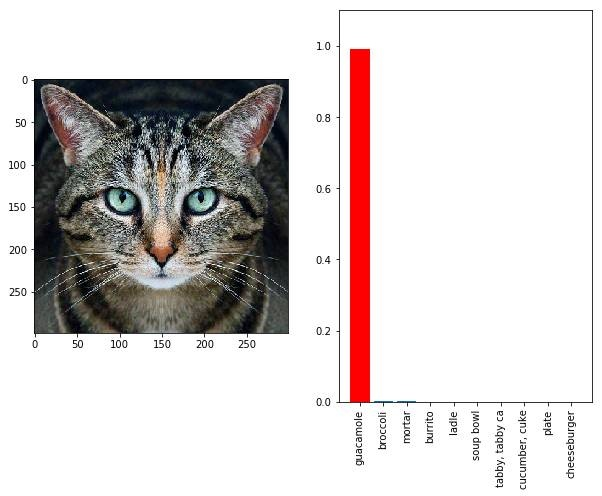 0
50
100
150
200
250
0 50 100 150 200 250
1.0
0.8
0.6
0.4
0.2
0.0
guacamole
broccoli
mortar
burrito
ladle
soup bowl
tabby, tabby ca
cucumber, cuke
plate
cheeseburger